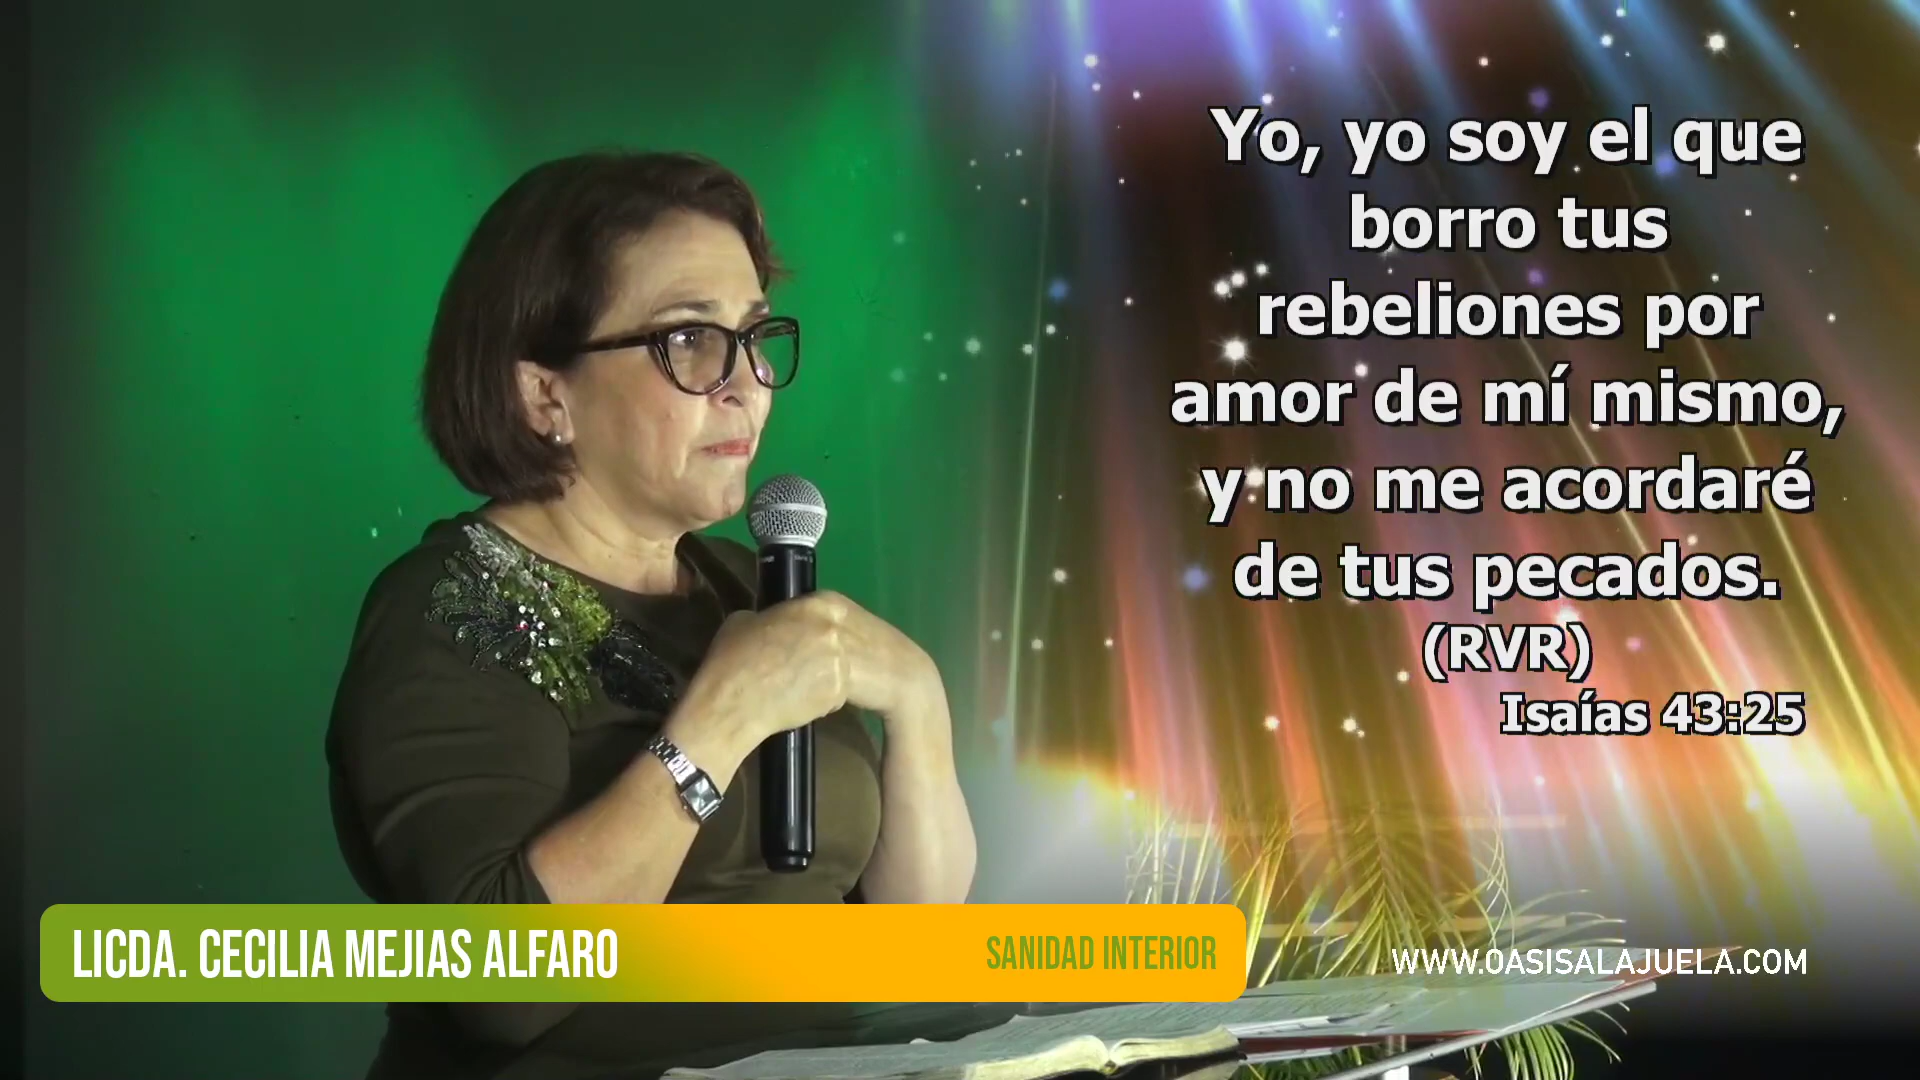 Yo, yo soy el que
borro tus
rebeliones por
amor de mí mismo,
y no me acordaré
de tus pecados.
(RVR)
Isaías 43:25
LICDA. CECILIA MEJIAS ALFARO
SANIDAD INTERIOR
WWW.OASISALAJUELA.COM